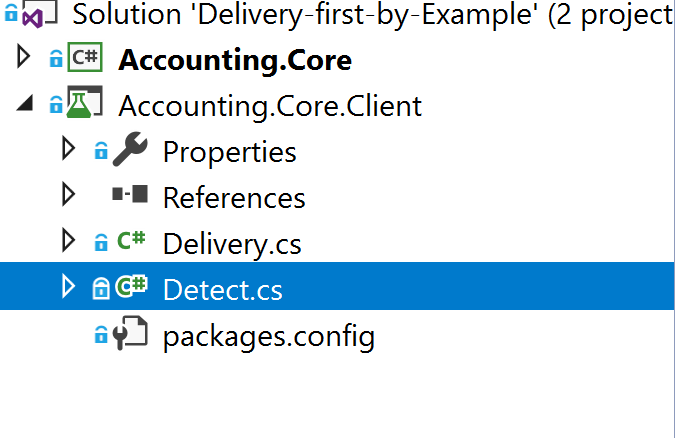 Solution 'Delivery-first-by-Example' (2 project
C# Accounting.Core
Accounting.Core.Client
Properties
References
C# Delivery.cs
C# Detect.cs
packages.config